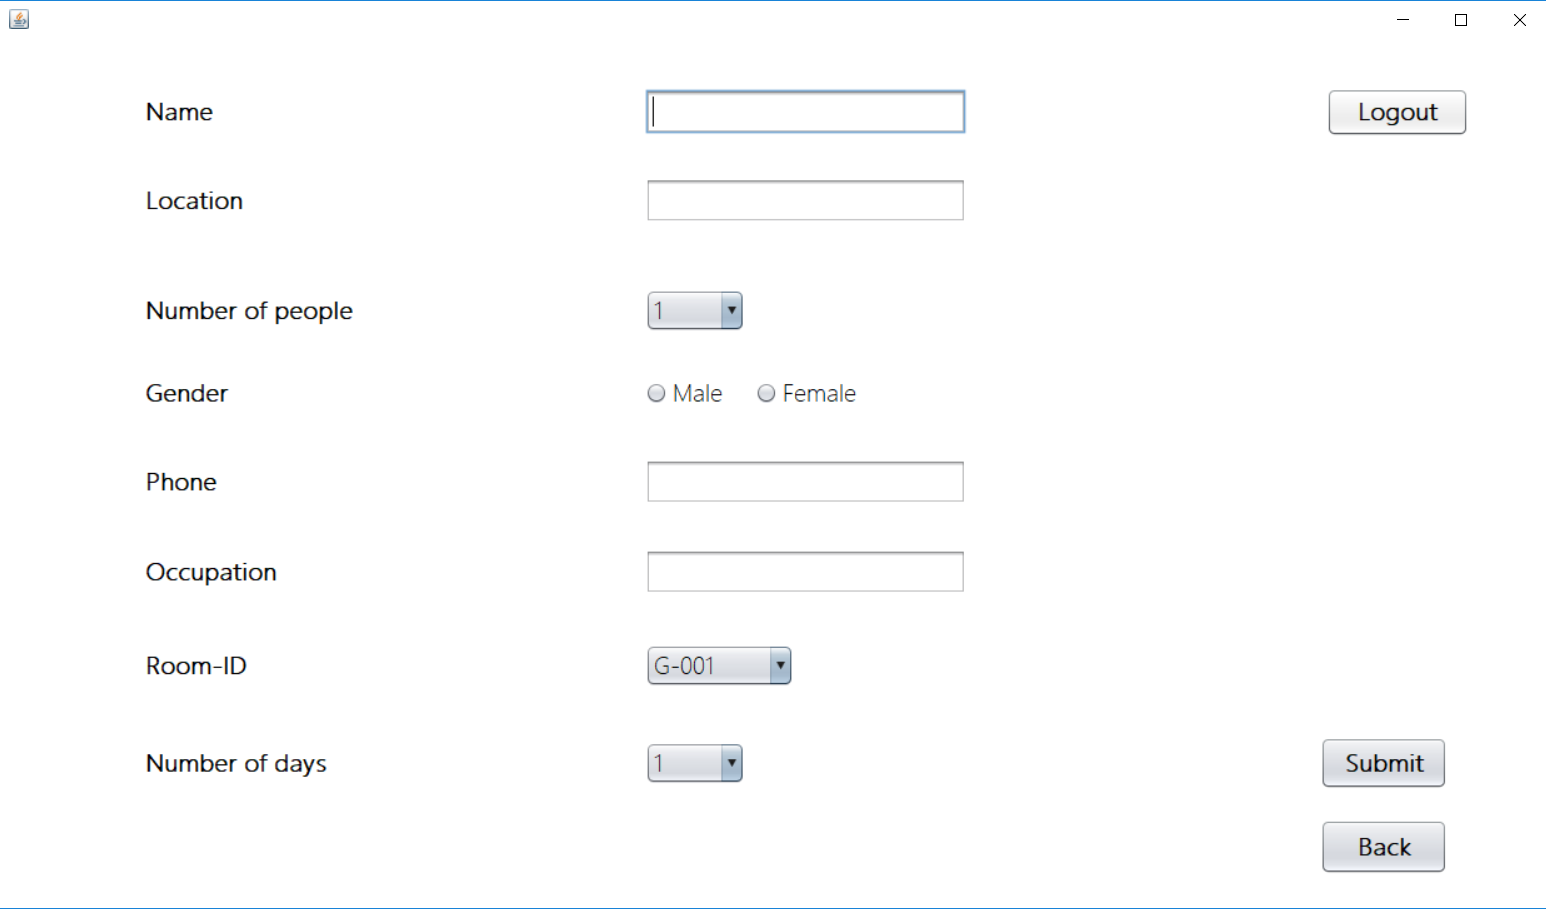 Name
Logout
Location
Number of people 1
Gender Male Female
Phone
Occupation
Room-ID G-001
Number of days 1
Submit
Back